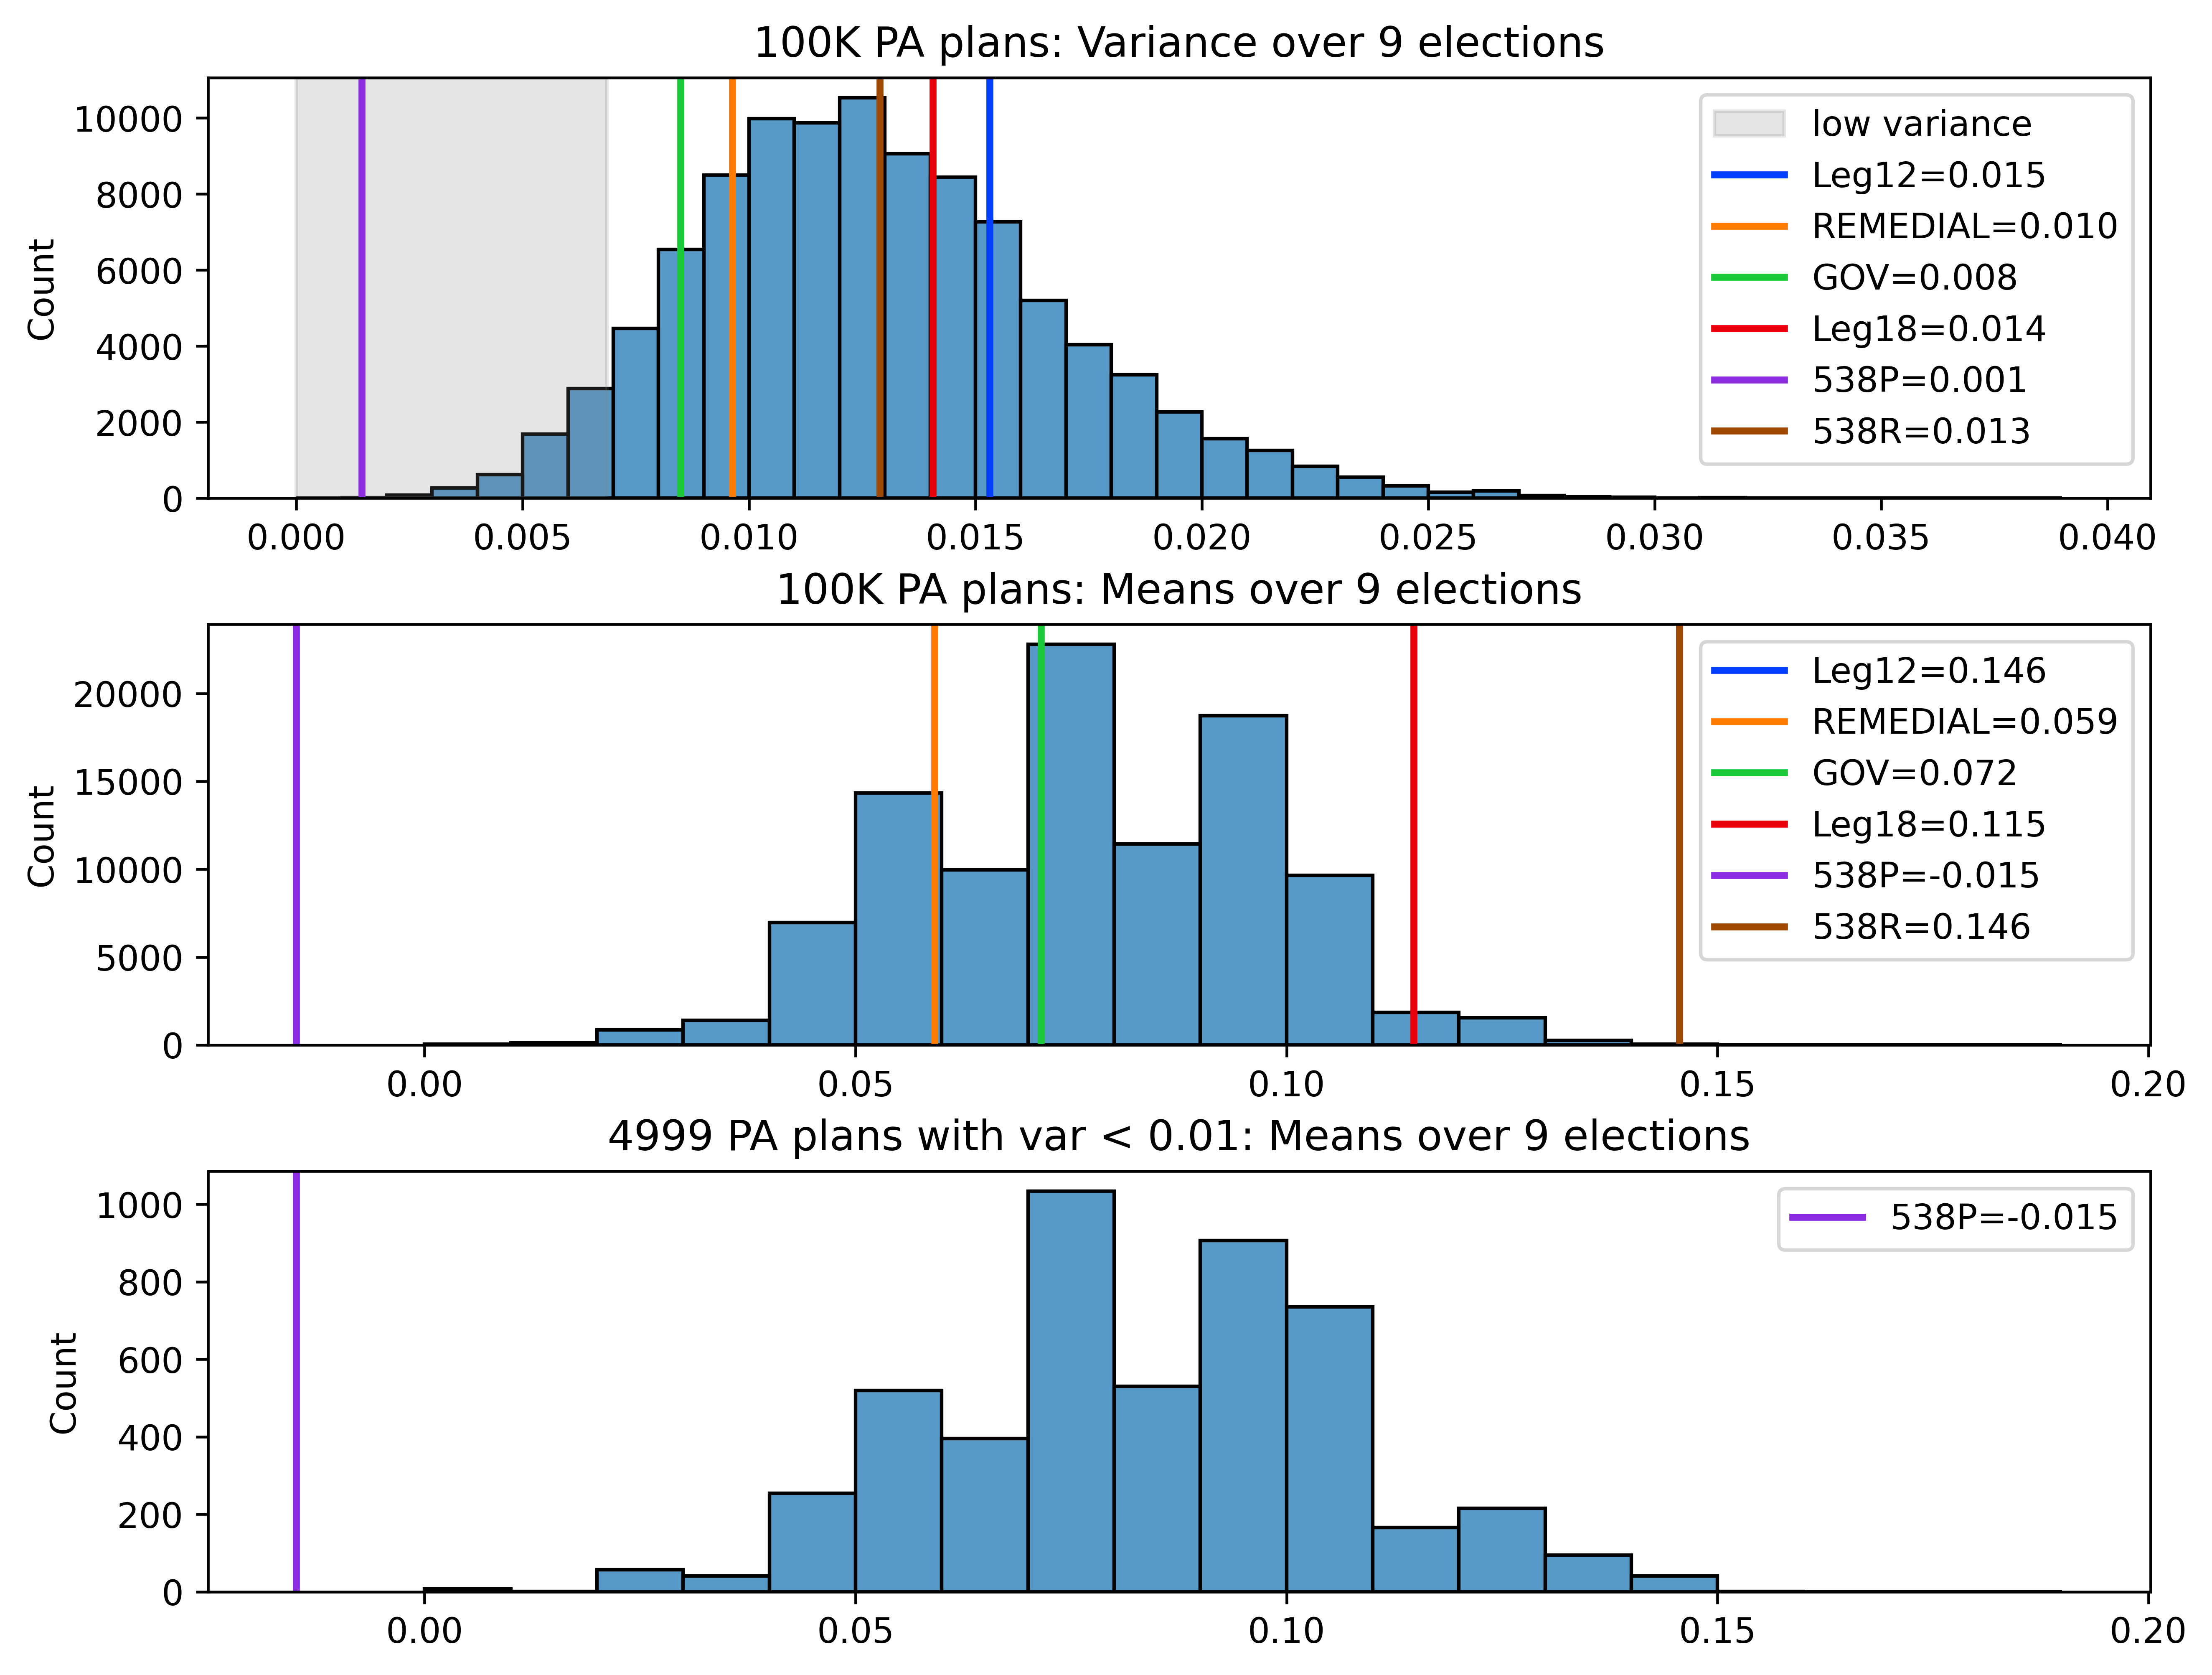 100K PA plans: Variance over 9 elections
Count
10000
8000
6000
4000
2000
0
low variance
Leg12=0.015
REMEDIAL=0.010
GOV=0.008
Leg18=0.014
538P=0.001
538R=0.013
0.000 0.005 0.010 0.015 0.020 0.025 0.030 0.035 0.040
100K PA plans: Means over 9 elections
Count
20000
15000
10000
5000
0
Leg12=0.146
REMEDIAL=0.059
GOV=0.072
Leg18=0.115
538P=-0.015
538R=0.146
0.00 0.05 0.10 0.15 0.20
4999 PA plans with var < 0.01: Means over 9 elections
Count
1000
800
600
400
200
0
538P=-0.015
0.00 0.05 0.10 0.15 0.20